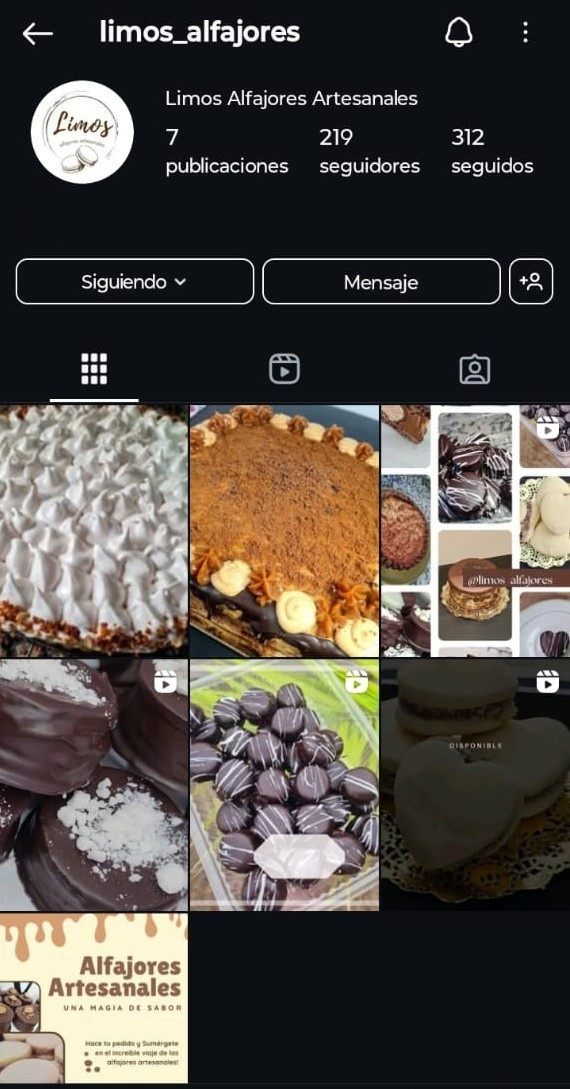 limos_alfajores
Límos
alfajores artesanales
Limos Alfajores Artesanales
7
219
312
publicaciones
seguidores
seguidos
Siguiendo
Mensaje
@limos_alfajores
DISPONIBLE
Alfajores
Artesanales
UNA MAGIA DE SABOR
Hace tu pedido y Sumérgete
en el increíble viaje de los
alfajores artesanales!